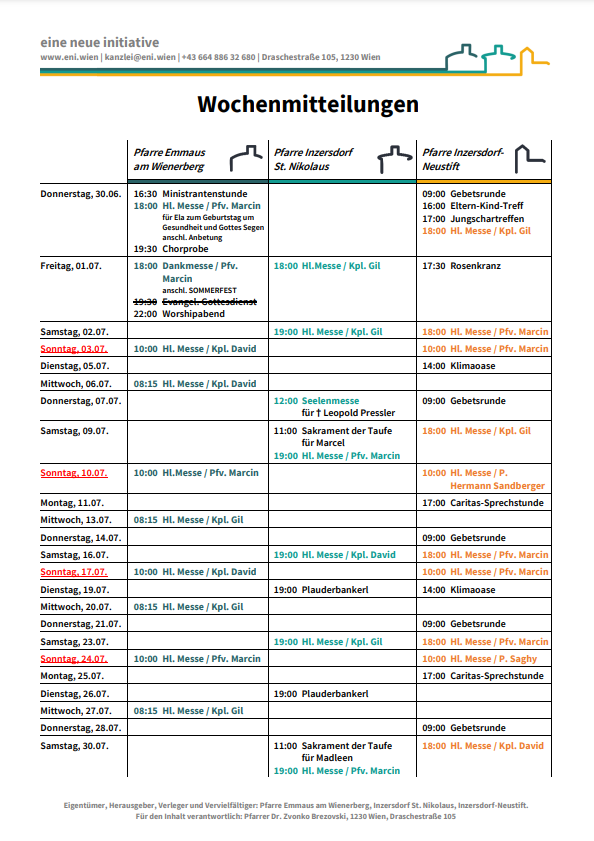 eine neue initiative
www.eni.wien | kanzlei@eni.wien | +43 664 886 32 680 | Draschestraße 105, 1230 Wien
Wochenmitteilungen
Pfarre Emmaus
am Wienerberg
Pfarre Inzersdorf
St. Nikolaus
Pfarre Inzersdorf-
Neustift
Donnerstag, 30.06.
16:30 Ministrantenstunde
18:00 Hl. Messe / Pfv. Marcin
für Ela zum Geburtstag um
Gesundheit und Gottes Segen
anschl. Anbetung
19:30 Chorprobe
09:00 Gebetsrunde
16:00 Eltern-Kind-Treff
17:00 Jungschartreffen
18:00 Hl. Messe / Kpl. Gil
Freitag, 01.07.
18:00 Dankmesse / Pfv.
Marcin
anschl. SOMMERFEST
19:30 Evangel. Gottesdienst
22:00 Worshipabend
18:00 Hl.Messe / Kpl. Gil
17:30 Rosenkranz
Samstag, 02.07.
19:00 Hl. Messe / Kpl. Gil
18:00 Hl. Messe / Pfv. Marcin
Sonntag, 03.07.
10:00 Hl. Messe / Kpl. David
10:00 Hl. Messe / Pfv. Marcin
Dienstag, 05.07.
14:00 Klimaoase
Mittwoch, 06.07.
08:15 Hl. Messe / Kpl. David
Donnerstag, 07.07.
12:00 Seelenmesse
für † Leopold Pressler
09:00 Gebetsrunde
Samstag, 09.07.
11:00 Sakrament der Taufe
für Marcel
19:00 Hl. Messe / Pfv. Marcin
18:00 Hl. Messe / Kpl. Gil
Sonntag, 10.07.
10:00 Hl.Messe / Pfv. Marcin
10:00 Hl. Messe / P.
Hermann Sandberger
Montag, 11.07.
17:00 Caritas-Sprechstunde
Mittwoch, 13.07.
08:15 Hl. Messe / Kpl. Gil
Donnerstag, 14.07.
09:00 Gebetsrunde
Samstag, 16.07.
19:00 Hl. Messe / Kpl. David
18:00 Hl. Messe / Pfv. Marcin
Sonntag, 17.07.
10:00 Hl. Messe / Kpl. David
10:00 Hl. Messe / Pfv. Marcin
Dienstag, 19.07.
19:00 Plauderbankerl
14:00 Klimaoase
Mittwoch, 20.07.
08:15 Hl. Messe / Kpl. Gil
Donnerstag, 21.07.
09:00 Gebetsrunde
Samstag, 23.07.
19:00 Hl. Messe / Kpl. Gil
18:00 Hl. Messe / Pfv. Marcin
Sonntag, 24.07.
10:00 Hl. Messe / Pfv. Marcin
10:00 Hl. Messe / P. Saghy
Montag, 25.07.
17:00 Caritas-Sprechstunde
Dienstag, 26.07.
19:00 Plauderbankerl
Mittwoch, 27.07.
08:15 Hl. Messe / Kpl. Gil
Donnerstag, 28.07.
09:00 Gebetsrunde
Samstag, 30.07.
11:00 Sakrament der Taufe
für Madleen
19:00 Hl. Messe / Pfv. Marcin
18:00 Hl. Messe / Kpl. David
Eigentümer, Herausgeber, Verleger und Vervielfältiger: Pfarre Emmaus am Wienerberg, Inzersdorf St. Nikolaus, Inzersdorf-Neustift.
Für den Inhalt verantwortlich: Pfarrer Dr. Zvonko Brezovski, 1230 Wien, Draschestraße 105